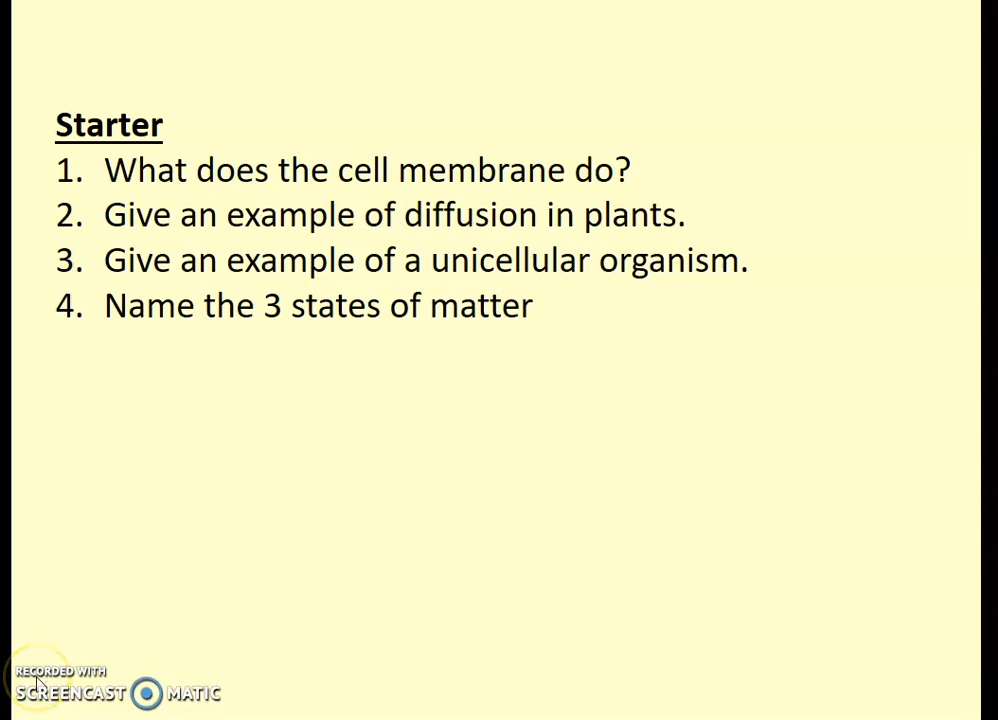 Starter
1. What does the cell membrane do?
2. Give an example of diffusion in plants.
3. Give an example of a unicellular organism.
4. Name the 3 states of matter
RECORDED WITH
SCREENCAST MATIC